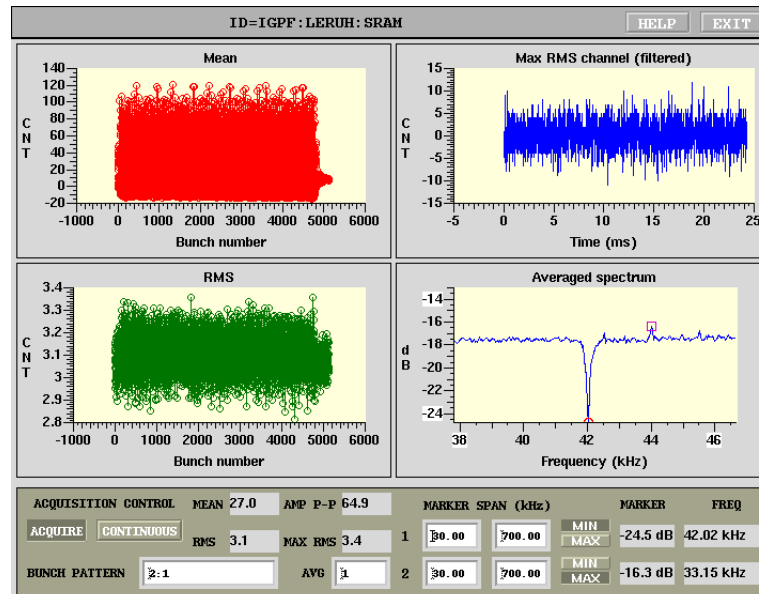 ID=IGPF:LERUH:SRAM
HELP
EXIT
Mean
CNT
140
120
100
80
60
40
20
0
-20
-1000 0 1000 2000 3000 4000 5000 6000
Bunch number
Max RMS channel (filtered)
CNT
15
10
5
0
-5
-10
-15
-5 0 5 10 15 20 25
Time (ms)
RMS
CNT
3.4
3.3
3.2
3.1
3
2.9
2.8
-1000 0 1000 2000 3000 4000 5000 6000
Bunch number
Averaged spectrum
dB
-14
-16
-18
-20
-22
-24
38 40 42 44 46
Frequency (kHz)
ACQUISITION CONTROL MEAN 27.0 AMP P-P 64.9
ACQUIRE CONTINUOUS RMS 3.1 MAX RMS 3.4
BUNCH PATTERN 2:1 AVG 1
MARKER SPAN (kHz) MARKER FREQ
1 30.00 700.00 MIN MAX -24.5 dB 42.02 kHz
2 30.00 700.00 MIN MAX -16.3 dB 33.15 kHz